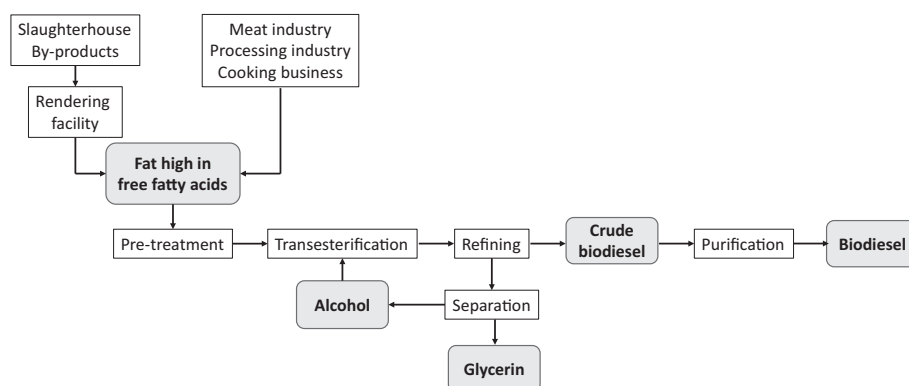 Slaughterhouse
By-products
Meat industry
Processing industry
Cooking business
Rendering
facility
Fat high in
free fatty acids
Pre-treatment
Transesterification
Refining
Crude
biodiesel
Purification
Biodiesel
Alcohol
Separation
Glycerin